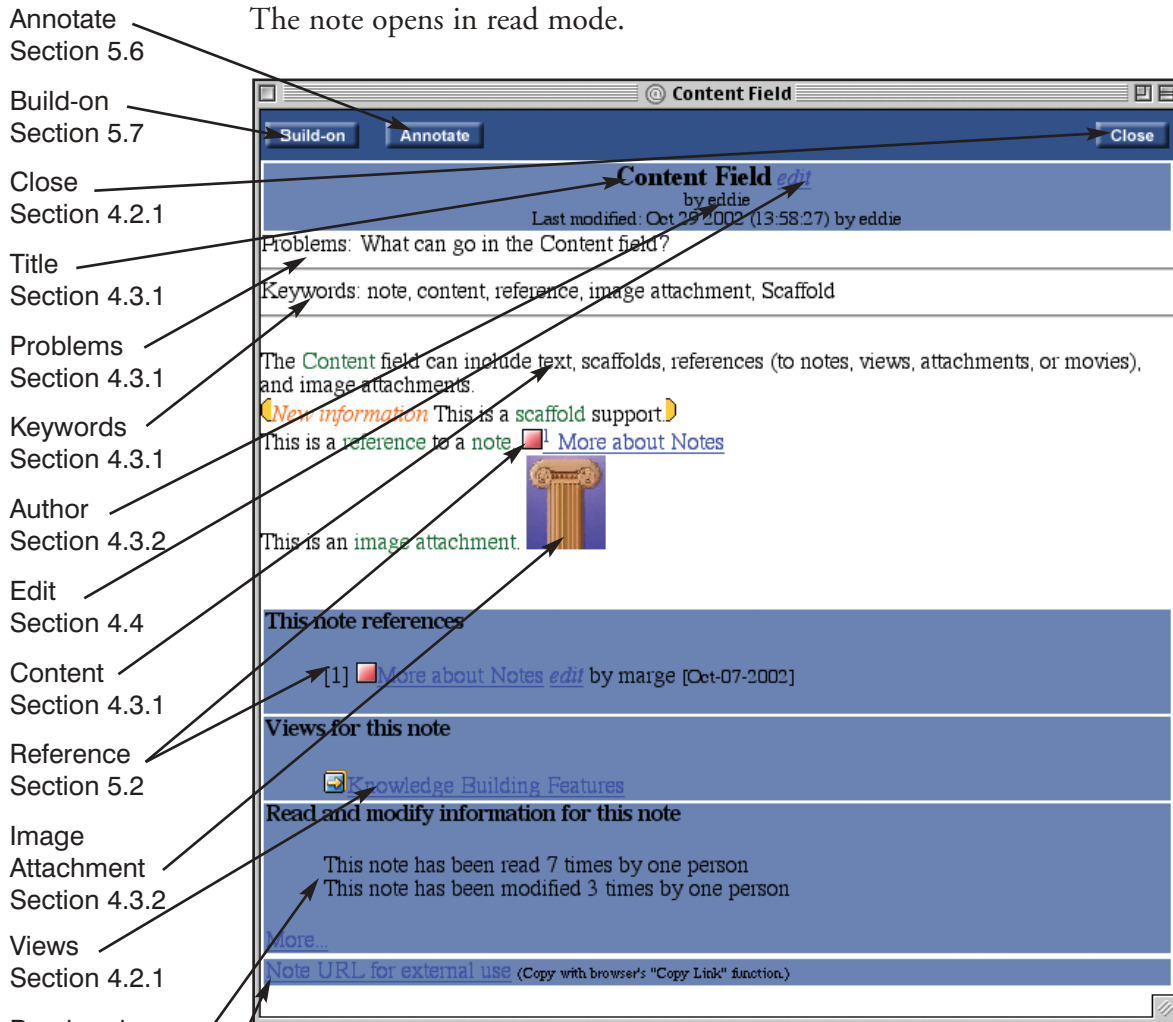 The note opens in read mode.
Annotate
Section 5.6
Build-on
Section 5.7
Close
Section 4.2.1
Title
Section 4.3.1
Problems
Section 4.3.1
Keywords
Section 4.3.1
Author
Section 4.3.2
Edit
Section 4.4
Content
Section 4.3.1
Reference
Section 5.2
Image
Attachment
Section 4.3.2
Views
Section 4.2.1
Content Field
Build-on Annotate Close
Content Field edit
by eddie
Last modified: Oct 29 2002 (13:58:27) by eddie
Problems: What can go in the Content field?
Keywords: note, content, reference, image attachment, Scaffold
The Content field can include text, scaffolds, references (to notes, views, attachments, or movies),
and image attachments.
New information This is a scaffold support.
This is a reference to a note. 1 More about Notes
This is an image attachment.
This note references
[1] More about Notes edit by marge [Oct-07-2002]
Views for this note
Knowledge Building Features
Read and modify information for this note
This note has been read 7 times by one person
This note has been modified 3 times by one person
More...
Note URL for external use (Copy with browser's "Copy Link" function.)